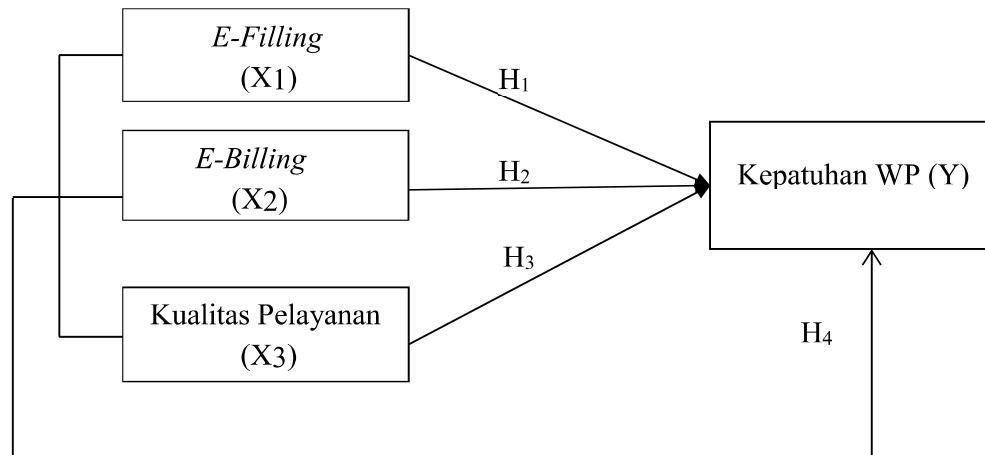 E-Filling
(X1)
H1
E-Billing
(X2)
H2
Kepatuhan WP (Y)
H3
Kualitas Pelayanan
(X3)
H4